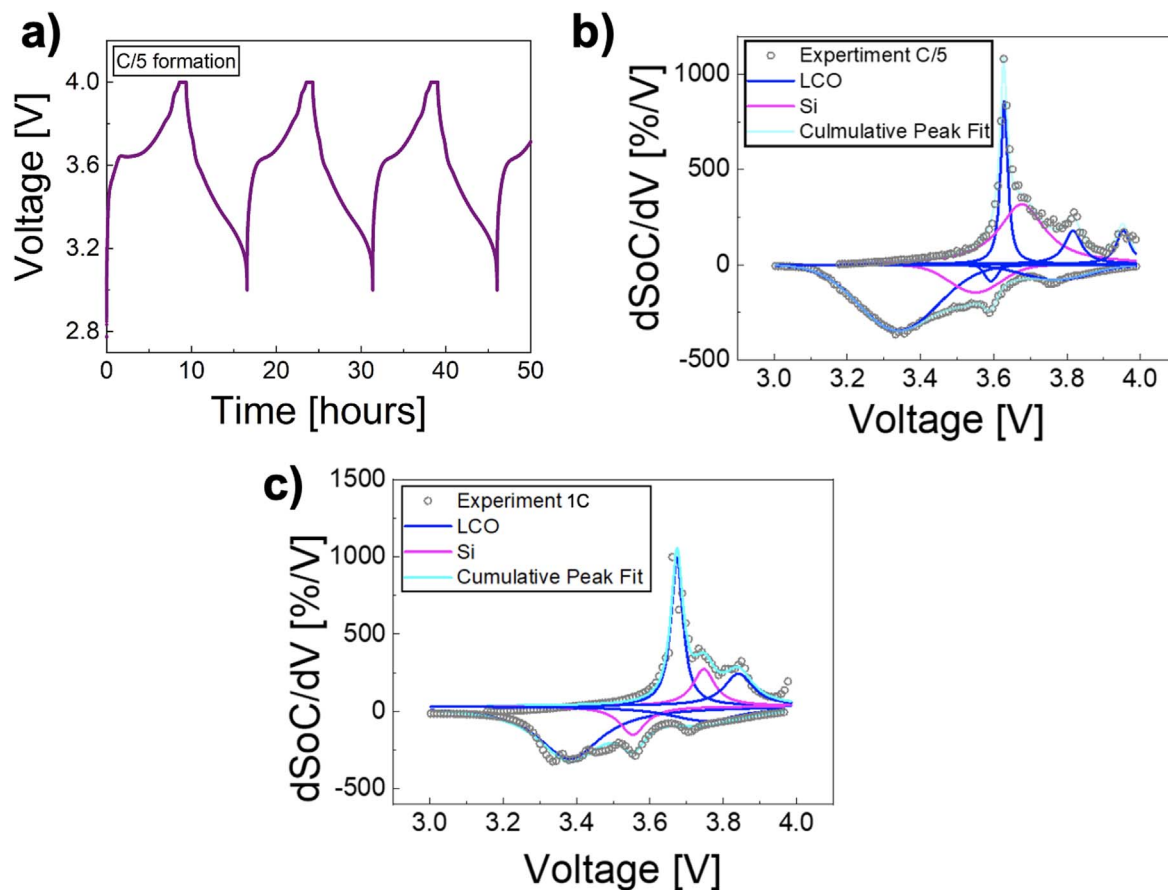 a)
C/5 formation
Voltage [V]
4.0
3.6
3.2
2.8
0
10
20
30
40
50
Time [hours]
b)
Expertiment C/5
LCO
Si
Culmulative Peak Fit
dSoC/dV [%/V]
1000
500
0
-500
3.0
3.2
3.4
3.6
3.8
4.0
Voltage [V]
c)
Experiment 1C
LCO
Si
Cumulative Peak Fit
dSoC/dV [%/V]
1500
1000
500
0
-500
3.0
3.2
3.4
3.6
3.8
4.0
Voltage [V]